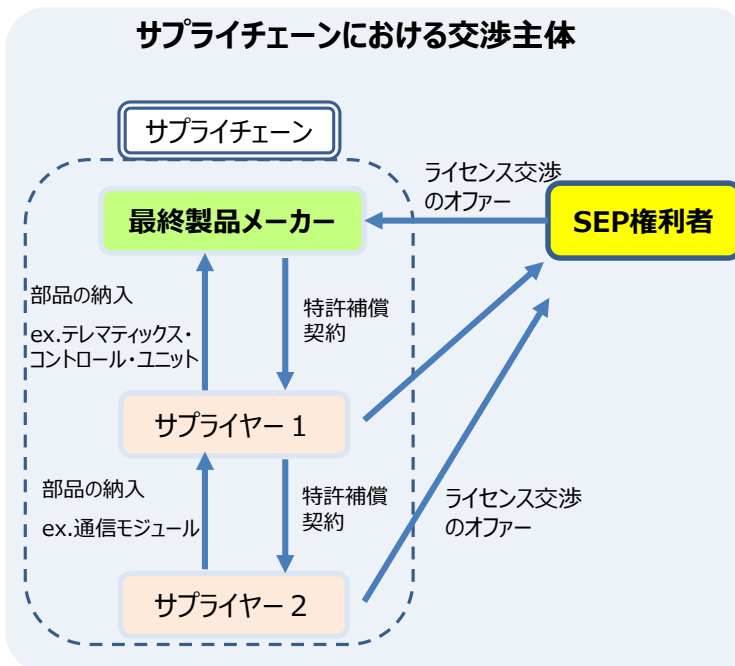 サプライチェーンにおける交渉主体
サプライチェーン
ライセンス交渉
のオファー
最終製品メーカー
SEP権利者
部品の納入
ex.テレマティックス・
コントロール・ユニット
特許補償
契約
サプライヤー１
部品の納入
ex.通信モジュール
特許補償
契約
ライセンス交渉
のオファー
サプライヤー２